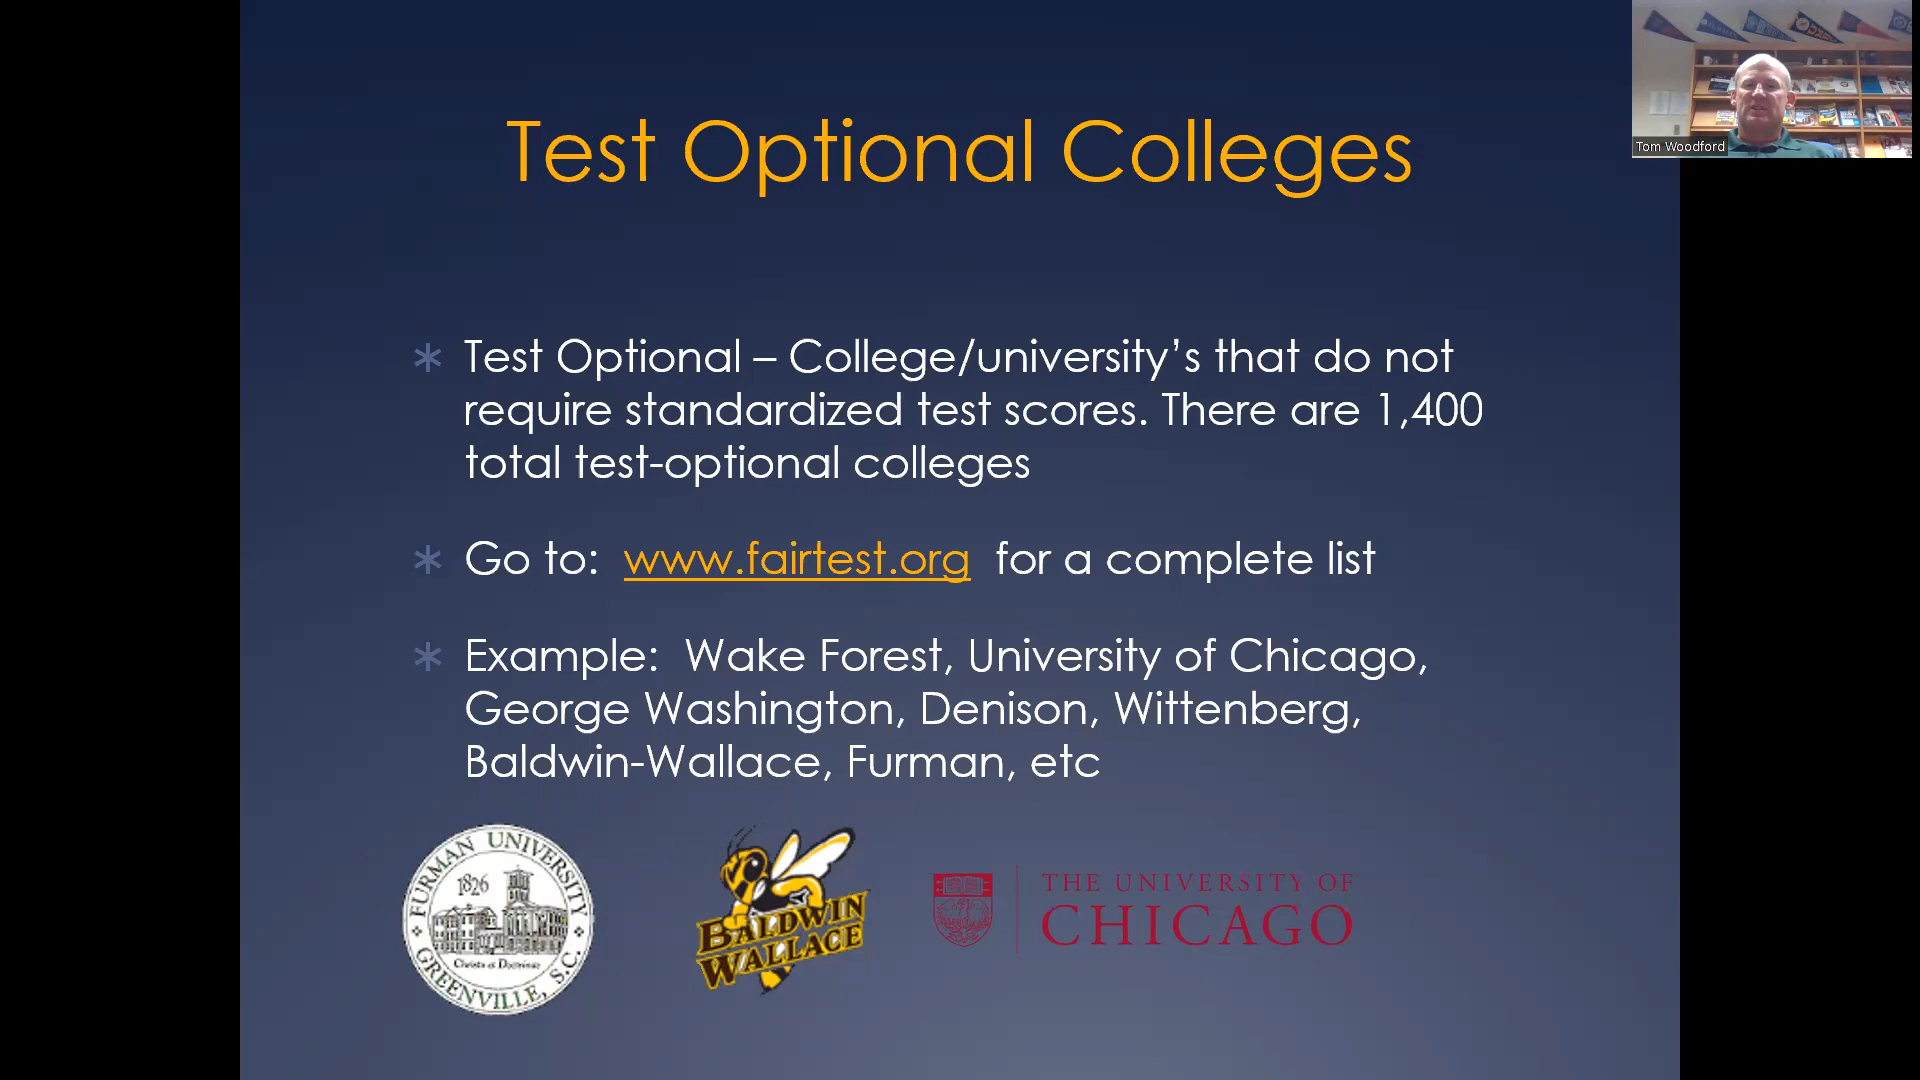 Test Optional Colleges
Tom Woodford
Test Optional – College/university’s that do not
require standardized test scores. There are 1,400
total test-optional colleges
Go to:  www.fairtest.org  for a complete list
Example:  Wake Forest, University of Chicago,
George Washington, Denison, Wittenberg,
Baldwin-Wallace, Furman, etc
FURMAN UNIVERSITY
1826
GREENVILLE, S.C.
BALDWIN
WALLACE
THE UNIVERSITY OF
CHICAGO